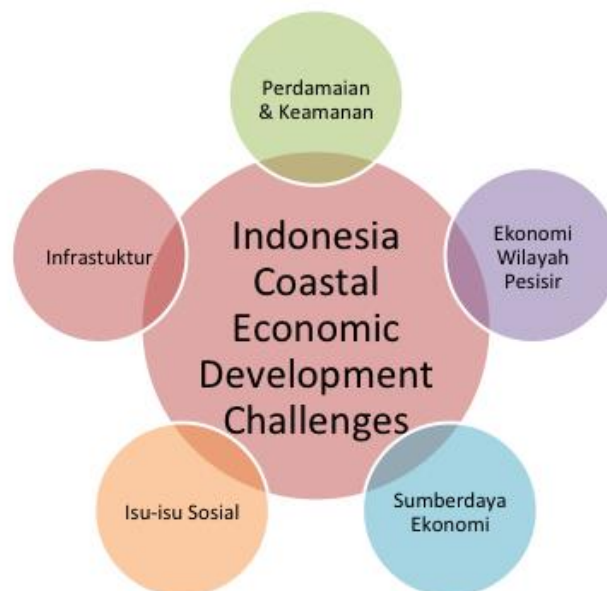 Perdamaian
& Keamanan
Infrastuktur
Indonesia
Coastal
Economic
Development
Challenges
Ekonomi
Wilayah
Pesisir
Isu-isu Sosial
Sumberdaya
Ekonomi